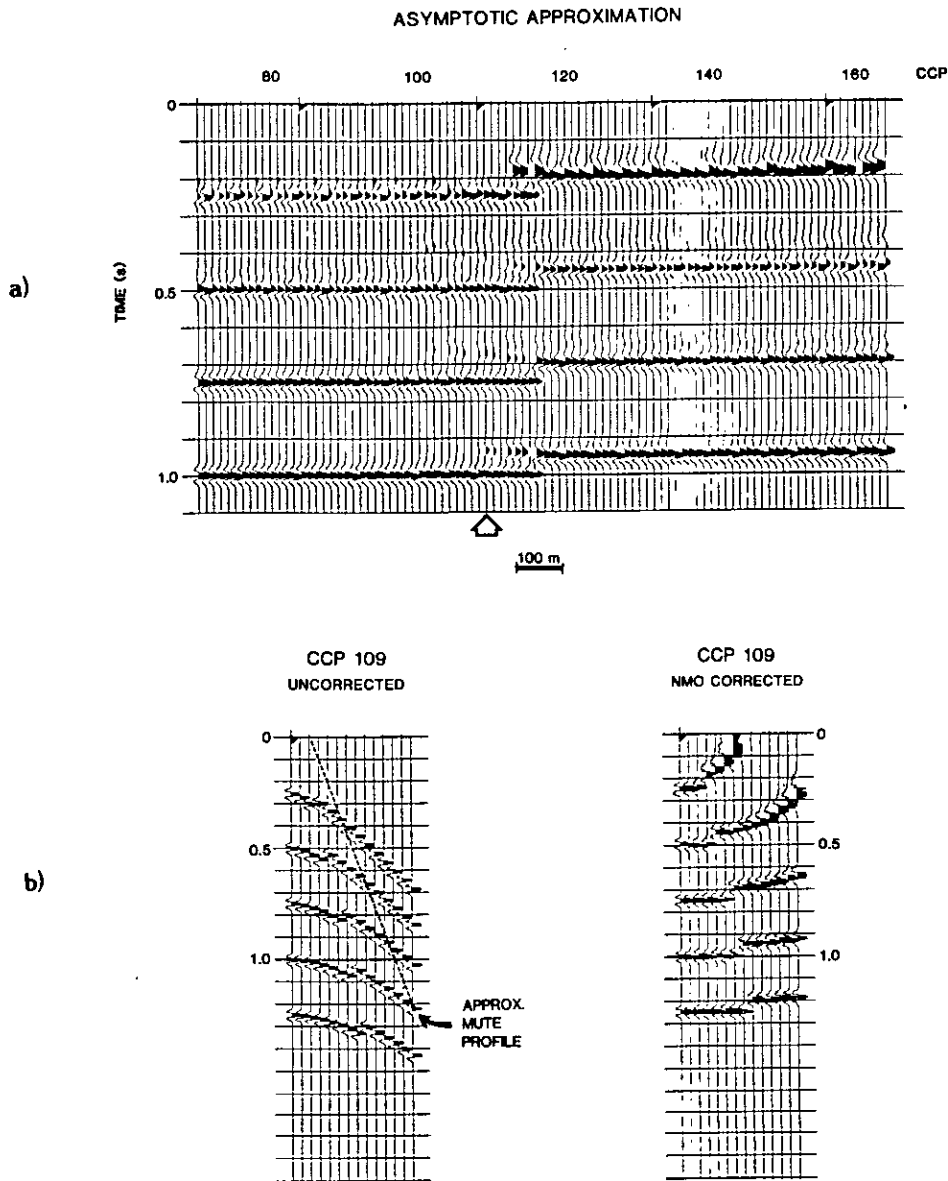 ASYMPTOTIC APPROXIMATION
80 100 120 140 160 CCP
0
0.5
1.0
TIME (s)
a)
100 m
CCP 109
UNCORRECTED
CCP 109
NMO CORRECTED
0
0.5
1.0
APPROX.
MUTE
PROFILE
0
0.5
1.0
b)